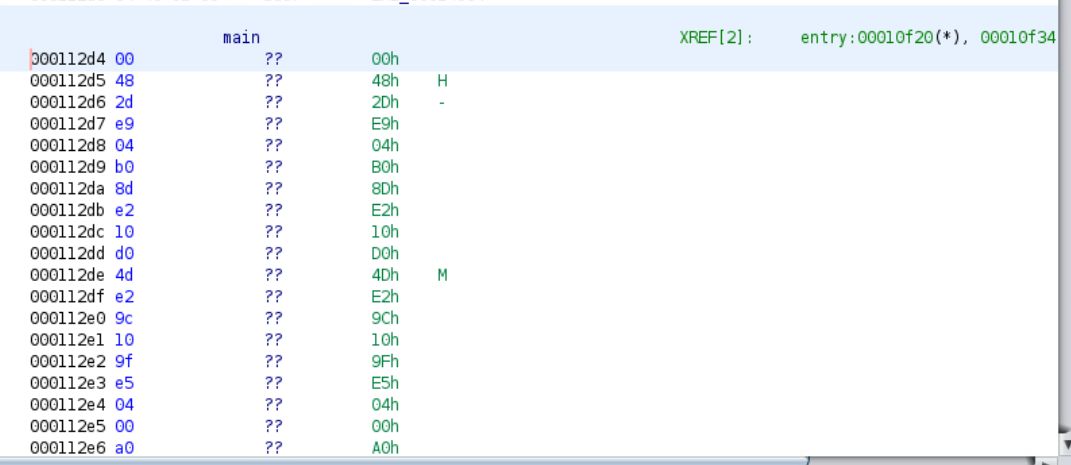 main XREF[2]: entry:00010f20(*), 00010f34
000112d4 00 ?? 00h
000112d5 48 ?? 48h H
000112d6 2d ?? 2Dh -
000112d7 e9 ?? E9h
000112d8 04 ?? 04h
000112d9 b0 ?? B0h
000112da 8d ?? 8Dh
000112db e2 ?? E2h
000112dc 10 ?? 10h
000112dd d0 ?? D0h
000112de 4d ?? 4Dh M
000112df e2 ?? E2h
000112e0 9c ?? 9Ch
000112e1 10 ?? 10h
000112e2 9f ?? 9Fh
000112e3 e5 ?? E5h
000112e4 04 ?? 04h
000112e5 00 ?? 00h
000112e6 a0 ?? A0h